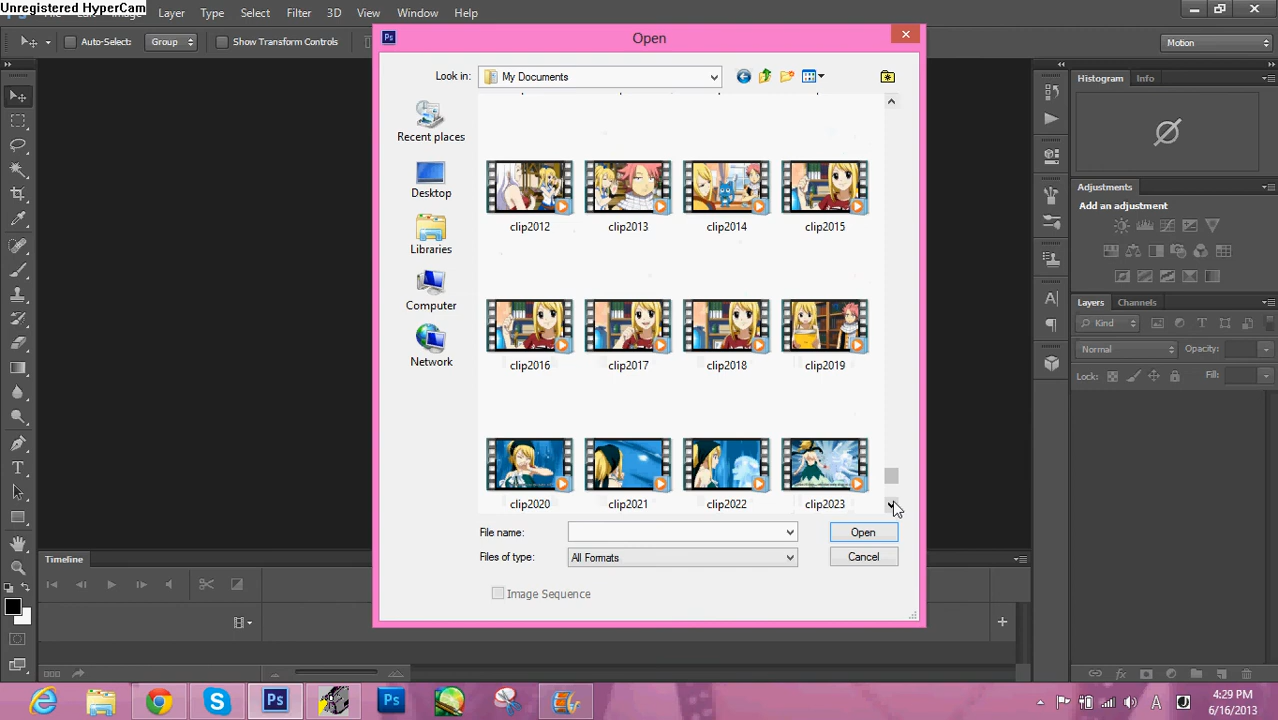 Unregistered HyperCam
File Edit Image Layer Type Select Filter 3D View Window Help
Auto-Select: Group Show Transform Controls
Motion
Open
Look in: My Documents
Recent places
Desktop
Libraries
Computer
Network
clip2012 clip2013 clip2014 clip2015
clip2016 clip2017 clip2018 clip2019
clip2020 clip2021 clip2022 clip2023
File name:
Open
Files of type: All Formats
Cancel
Image Sequence
Histogram Info
Adjustments
Add an adjustment
Layers Channels
Kind
Normal Opacity:
Lock: Fill:
Timeline
4:29 PM
6/16/2013